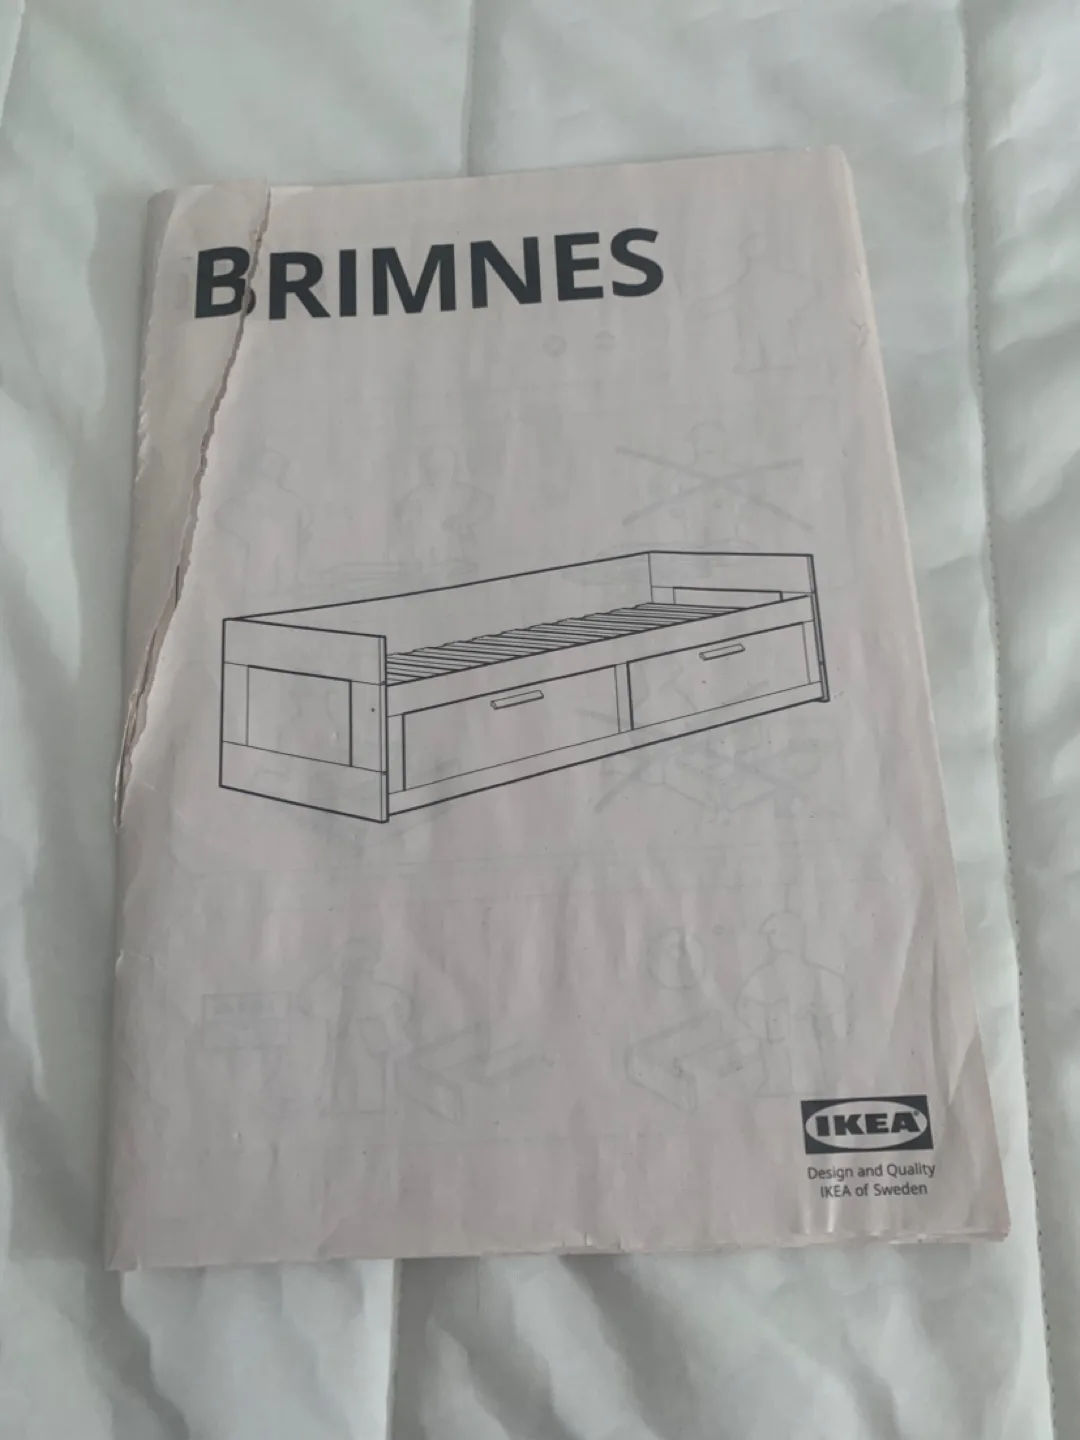 BRIMNES
IKEA®
Design and Quality
IKEA of Sweden